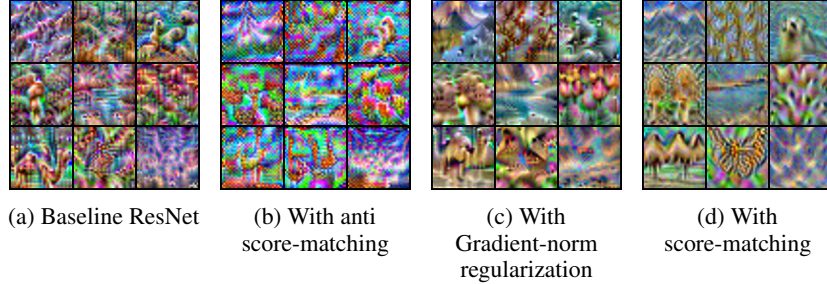 (a) Baseline ResNet
(b) With anti
score-matching
(c) With
Gradient-norm
regularization
(d) With
score-matching